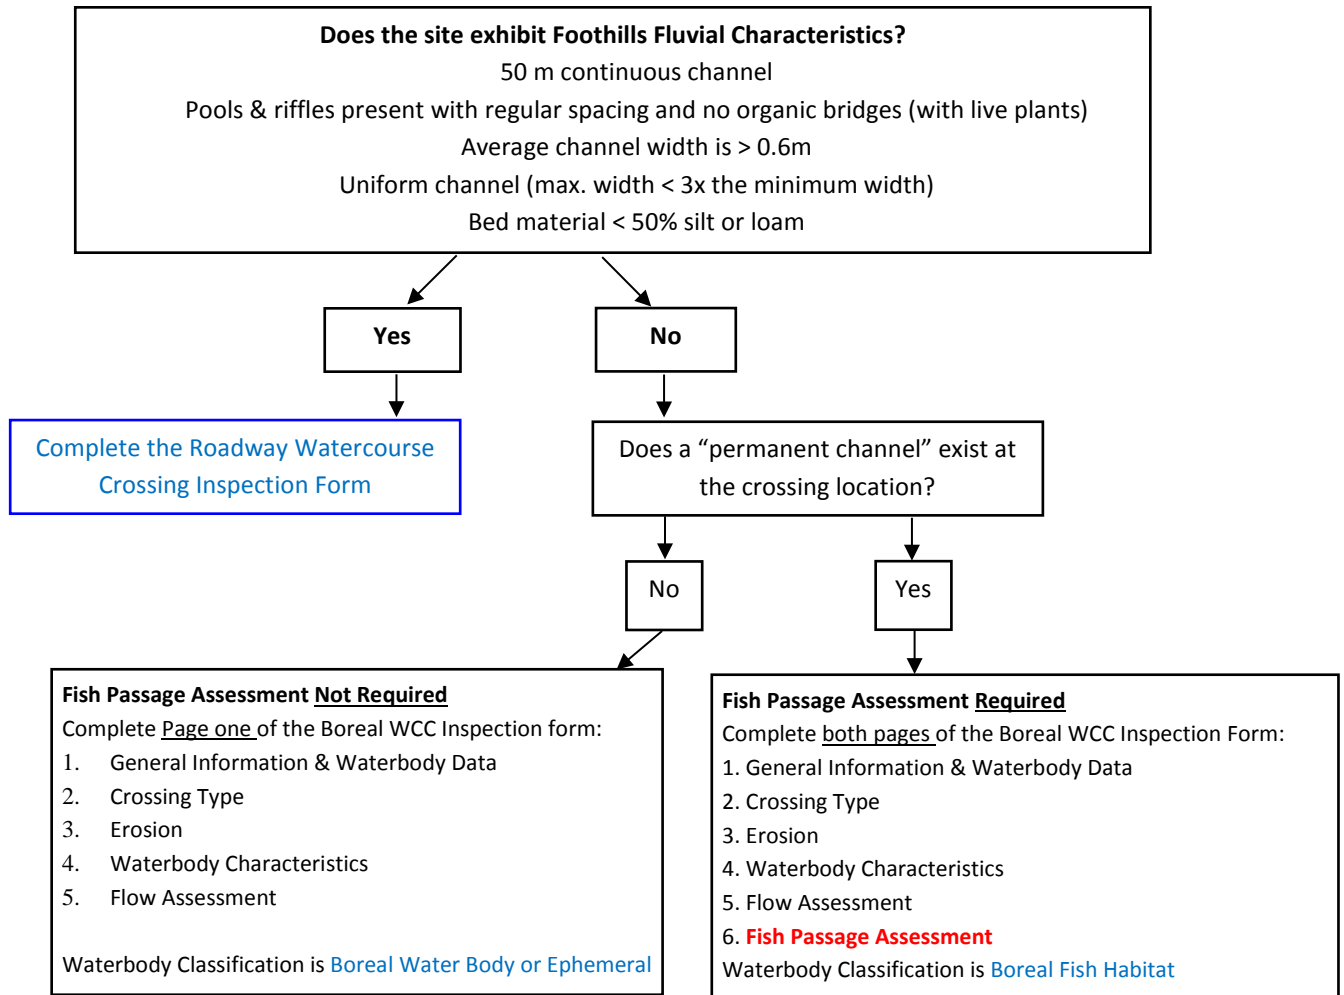 Does the site exhibit Foothills Fluvial Characteristics?
50 m continuous channel
Pools & riffles present with regular spacing and no organic bridges (with live plants)
Average channel width is > 0.6m
Uniform channel (max. width < 3x the minimum width)
Bed material < 50% silt or loam
Yes
No
Complete the Roadway Watercourse
Crossing Inspection Form
Does a “permanent channel” exist at
the crossing location?
No
Yes
Fish Passage Assessment Not Required
Complete Page one of the Boreal WCC Inspection form:
1. General Information & Waterbody Data
2. Crossing Type
3. Erosion
4. Waterbody Characteristics
5. Flow Assessment
Waterbody Classification is Boreal Water Body or Ephemeral
Fish Passage Assessment Required
Complete both pages of the Boreal WCC Inspection Form:
1. General Information & Waterbody Data
2. Crossing Type
3. Erosion
4. Waterbody Characteristics
5. Flow Assessment
6. Fish Passage Assessment
Waterbody Classification is Boreal Fish Habitat